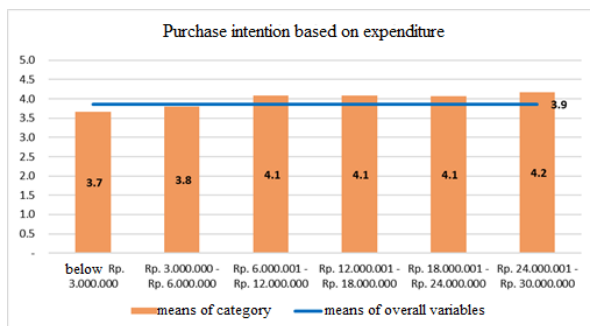 Purchase intention based on expenditure
5.0
4.5
4.0
3.5
3.0
2.5
2.0
1.5
1.0
0.5
-
3.7
3.8
4.1
4.1
4.1
4.2
3.9
below Rp. 3.000.000
Rp. 3.000.000 - Rp. 6.000.000
Rp. 6.000.001 - Rp. 12.000.000
Rp. 12.000.001 - Rp. 18.000.000
Rp. 18.000.001 - Rp. 24.000.000
Rp. 24.000.001 - Rp. 30.000.000
means of category
means of overall variables